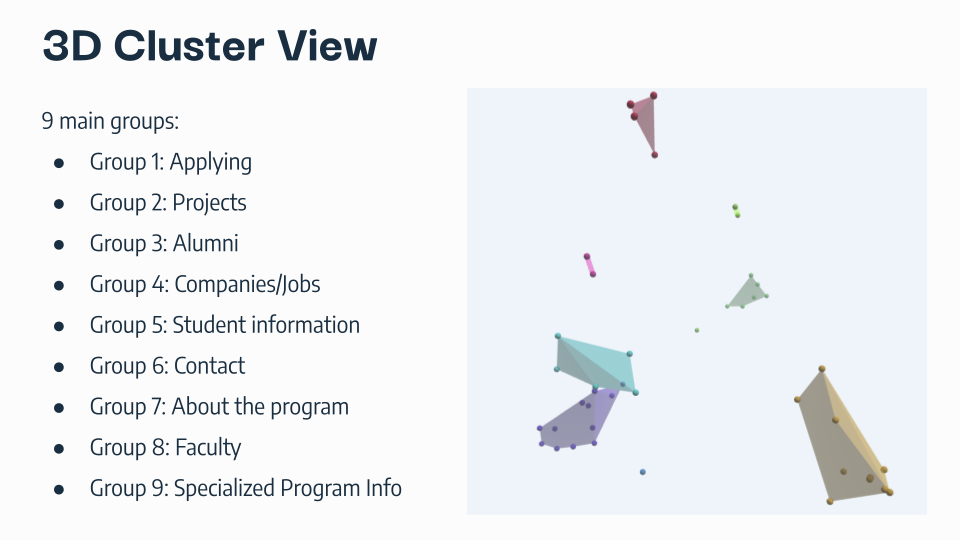 3D Cluster View
9 main groups:
● Group 1: Applying
● Group 2: Projects
● Group 3: Alumni
● Group 4: Companies/Jobs
● Group 5: Student information
● Group 6: Contact
● Group 7: About the program
● Group 8: Faculty
● Group 9: Specialized Program Info